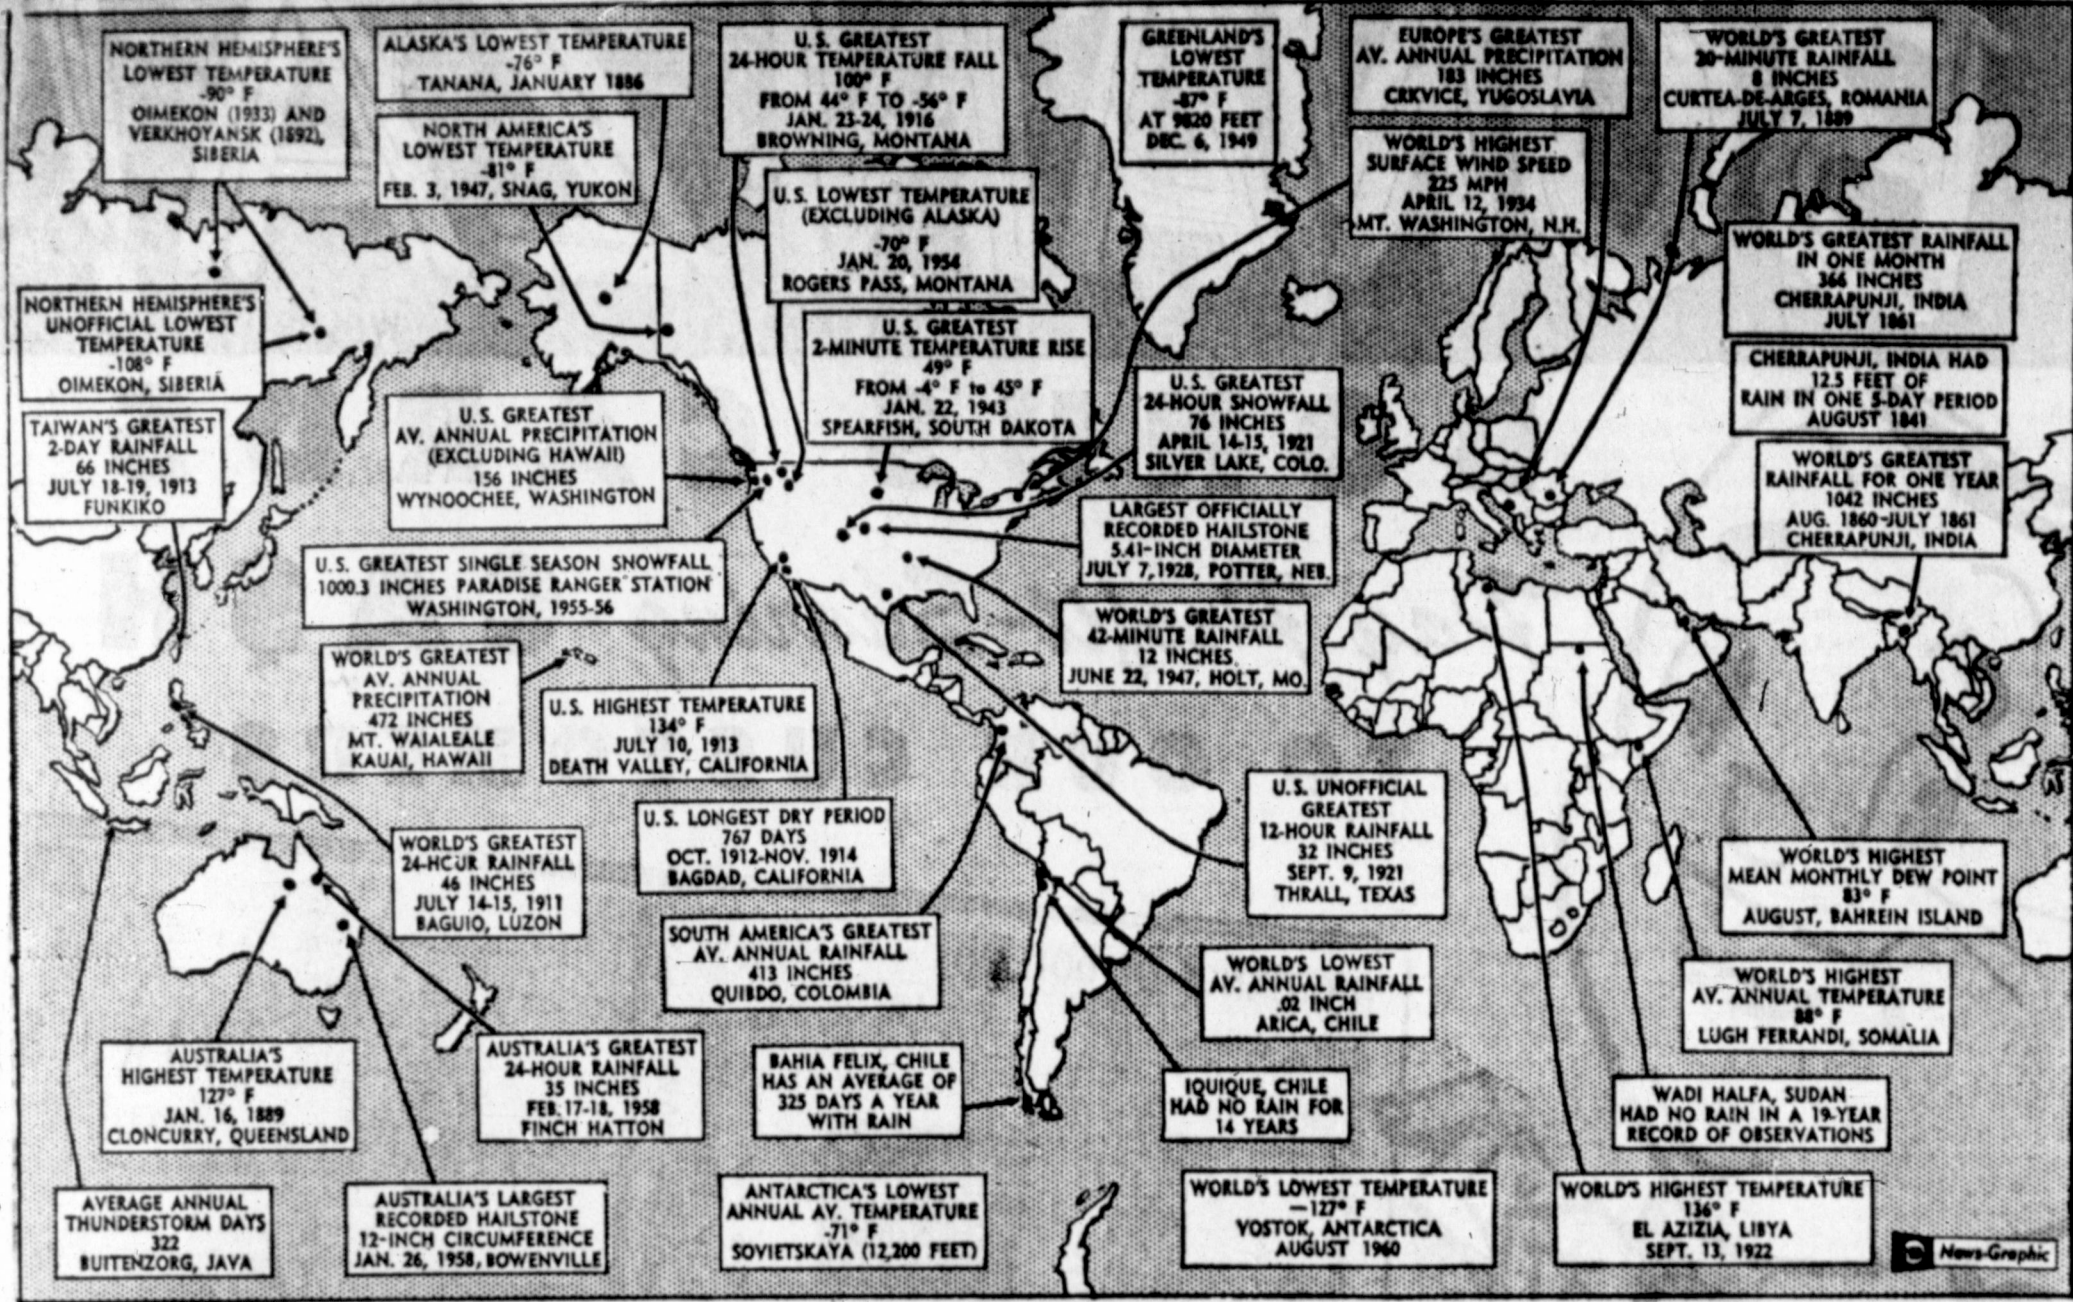 NORTHERN HEMISPHERE'S
LOWEST TEMPERATURE
-90° F
OIMEKON (1933) AND
VERKHOYANSK (1892),
SIBERIA
ALASKA'S LOWEST TEMPERATURE
-76° F
TANANA, JANUARY 1886
NORTH AMERICA'S
LOWEST TEMPERATURE
-81° F
FEB. 3, 1947, SNAG, YUKON
U.S. GREATEST
24-HOUR TEMPERATURE FALL
100° F
FROM 44° F TO -56° F
JAN. 23-24, 1916
BROWNING, MONTANA
U.S. LOWEST TEMPERATURE
(EXCLUDING ALASKA)
-70° F
JAN. 20, 1954
ROGERS PASS, MONTANA
U.S. GREATEST
2-MINUTE TEMPERATURE RISE
49° F
FROM -4° F to 45° F
JAN. 22, 1943
SPEARFISH, SOUTH DAKOTA
GREENLAND'S
LOWEST
TEMPERATURE
-87° F
AT 9820 FEET
DEC. 6, 1949
EUROPE'S GREATEST
AV. ANNUAL PRECIPITATION
183 INCHES
CRKVICE, YUGOSLAVIA
WORLD'S GREATEST
20-MINUTE RAINFALL
8 INCHES
CURTEA-DE-ARGES, ROMANIA
JULY 7, 1889
WORLD'S HIGHEST
SURFACE WIND SPEED
225 MPH
APRIL 12, 1934
MT. WASHINGTON, N.H.
WORLD'S GREATEST RAINFALL
IN ONE MONTH
366 INCHES
CHERRAPUNJI, INDIA
JULY 1861
CHERRAPUNJI, INDIA HAD
12.5 FEET OF
RAIN IN ONE 5-DAY PERIOD
AUGUST 1841
WORLD'S GREATEST
RAINFALL FOR ONE YEAR
1042 INCHES
AUG. 1860-JULY 1861
CHERRAPUNJI, INDIA
NORTHERN HEMISPHERE'S
UNOFFICIAL LOWEST
TEMPERATURE
-108° F
OIMEKON, SIBERIA
TAIWAN'S GREATEST
2-DAY RAINFALL
66 INCHES
JULY 18-19, 1913
FUNKIKO
U.S. GREATEST
AV. ANNUAL PRECIPITATION
(EXCLUDING HAWAII)
156 INCHES
WYNOOCHEE, WASHINGTON
U.S. GREATEST SINGLE SEASON SNOWFALL
1000.3 INCHES PARADISE RANGER STATION
WASHINGTON, 1955-56
U.S. GREATEST
24-HOUR SNOWFALL
76 INCHES
APRIL 14-15, 1921
SILVER LAKE, COLO.
LARGEST OFFICIALLY
RECORDED HAILSTONE
5.41-INCH DIAMETER
JULY 7, 1928, POTTER, NEB.
WORLD'S GREATEST
42-MINUTE RAINFALL
12 INCHES
JUNE 22, 1947, HOLT, MO.
WORLD'S GREATEST
AV. ANNUAL
PRECIPITATION
472 INCHES
MT. WAIALEALE
KAUAI, HAWAII
U.S. HIGHEST TEMPERATURE
134° F
JULY 10, 1913
DEATH VALLEY, CALIFORNIA
U.S. LONGEST DRY PERIOD
767 DAYS
OCT. 1912-NOV. 1914
BAGDAD, CALIFORNIA
WORLD'S GREATEST
24-HOUR RAINFALL
46 INCHES
JULY 14-15, 1911
BAGUIO, LUZON
SOUTH AMERICA'S GREATEST
AV. ANNUAL RAINFALL
413 INCHES
QUIBDO, COLOMBIA
U.S. UNOFFICIAL
GREATEST
12-HOUR RAINFALL
32 INCHES
SEPT. 9, 1921
THRALL, TEXAS
WORLD'S HIGHEST
MEAN MONTHLY DEW POINT
83° F
AUGUST, BAHREIN ISLAND
WORLD'S LOWEST
AV. ANNUAL RAINFALL
.02 INCH
ARICA, CHILE
WORLD'S HIGHEST
AV. ANNUAL TEMPERATURE
88° F
LUGH FERRANDI, SOMALIA
AUSTRALIA'S
HIGHEST TEMPERATURE
127° F
JAN. 16, 1889
CLONCURRY, QUEENSLAND
AUSTRALIA'S GREATEST
24-HOUR RAINFALL
35 INCHES
FEB. 17-18, 1958
FINCH HATTON
BAHIA FELIX, CHILE
HAS AN AVERAGE OF
325 DAYS A YEAR
WITH RAIN
IQUIQUE, CHILE
HAD NO RAIN FOR
14 YEARS
WADI HALFA, SUDAN
HAD NO RAIN IN A 19-YEAR
RECORD OF OBSERVATIONS
AVERAGE ANNUAL
THUNDERSTORM DAYS
322
BUITENZORG, JAVA
AUSTRALIA'S LARGEST
RECORDED HAILSTONE
12-INCH CIRCUMFERENCE
JAN. 26, 1958, BOWENVILLE
ANTARCTICA'S LOWEST
ANNUAL AV. TEMPERATURE
-71° F
SOVIETSKAYA (12,200 FEET)
WORLD'S LOWEST TEMPERATURE
—127° F
VOSTOK, ANTARCTICA
AUGUST 1960
WORLD'S HIGHEST TEMPERATURE
136° F
EL AZIZIA, LIBYA
SEPT. 13, 1922
News-Graphic